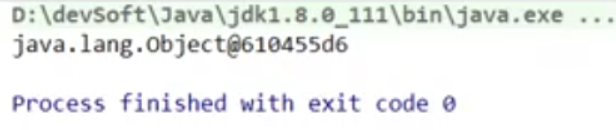 D:\devSoft\Java\jdk1.8.0_111\bin\java.exe ...
java.lang.Object@610455d6
Process finished with exit code 0